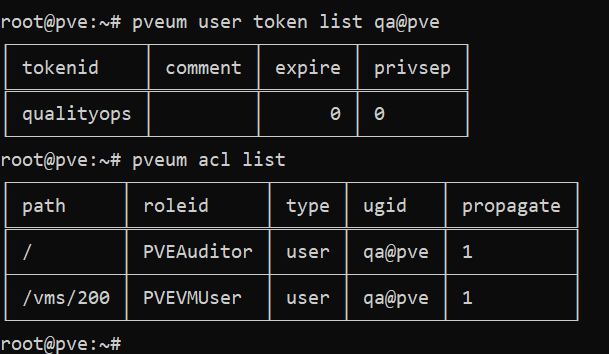 root@pve:~# pveum user token list qa@pve
tokenid comment expire privsep
qualityops 0 0
root@pve:~# pveum acl list
path roleid type ugid propagate
/ PVEAuditor user qa@pve 1
/vms/200 PVEVMUser user qa@pve 1
root@pve:~#